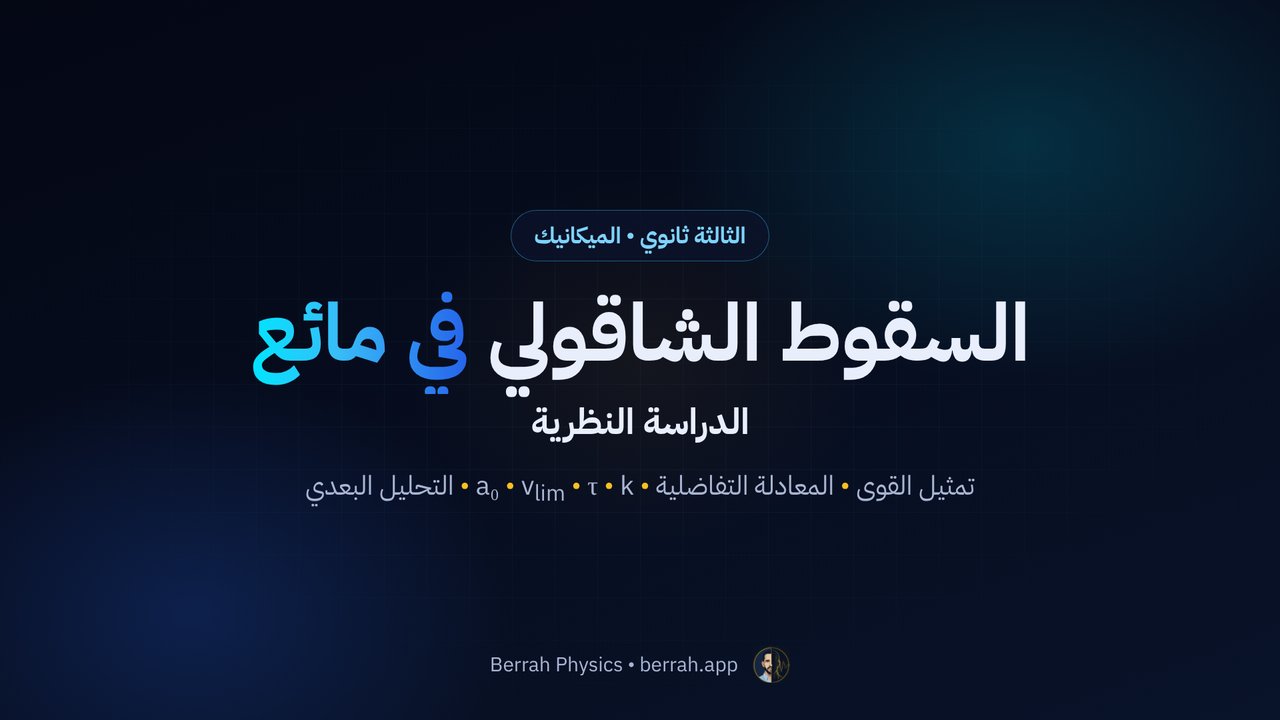 الثالثة ثانوي • الميكانيك
السقوط الشاقولي في مائع
الدراسة النظرية
تمثيل القوى • المعادلة التفاضلية • k • τ • vlim • a₀ • التحليل البعدي
Berrah Physics • berrah.app